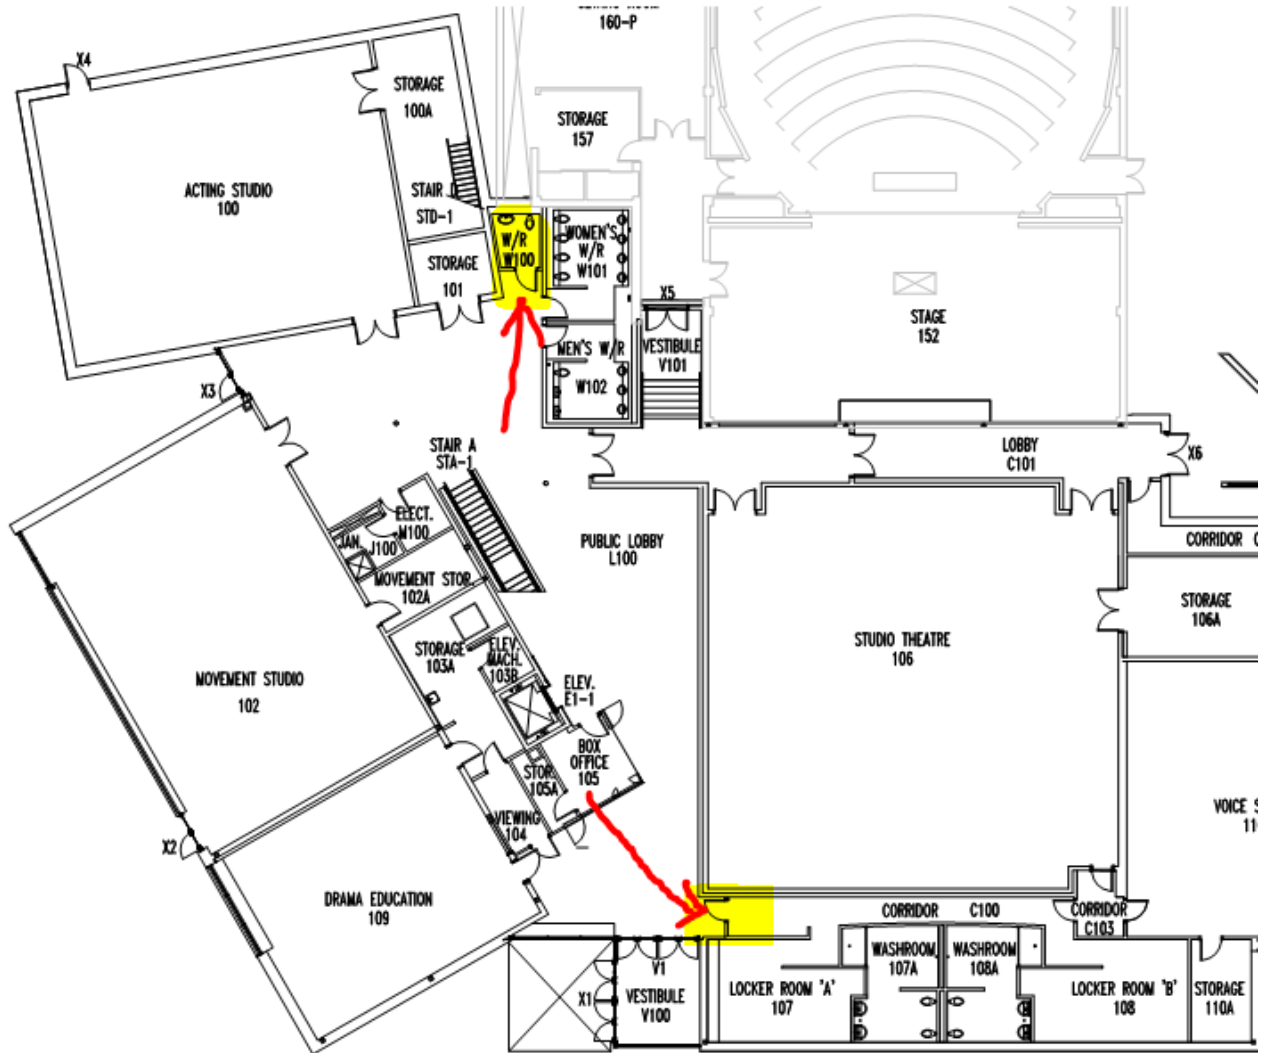 160-P
X4
STORAGE
100A
STORAGE
157
ACTING STUDIO
100
STAIR
STD-1
W/R
W100
WOMEN'S
W/R
W101
STORAGE
101
X5
STAGE
152
MEN'S W/R
W102
VESTIBULE
V101
X3
STAIR A
STA-1
LOBBY
C101
X6
ELECT.
M100
JAN.
J100
PUBLIC LOBBY
L100
CORRIDOR
MOVEMENT STOR.
102A
STORAGE
106A
STUDIO THEATRE
106
STORAGE
103A
ELEV.
MACH.
103B
MOVEMENT STUDIO
102
ELEV.
E1-1
BOX
OFFICE
105
STOR.
105A
VIEWING
104
VOICE
X2
DRAMA EDUCATION
109
CORRIDOR C100
CORRIDOR
C103
WASHROOM
107A
WASHROOM
108A
V1
X1
VESTIBULE
V100
LOCKER ROOM 'A'
107
LOCKER ROOM 'B'
108
STORAGE
110A